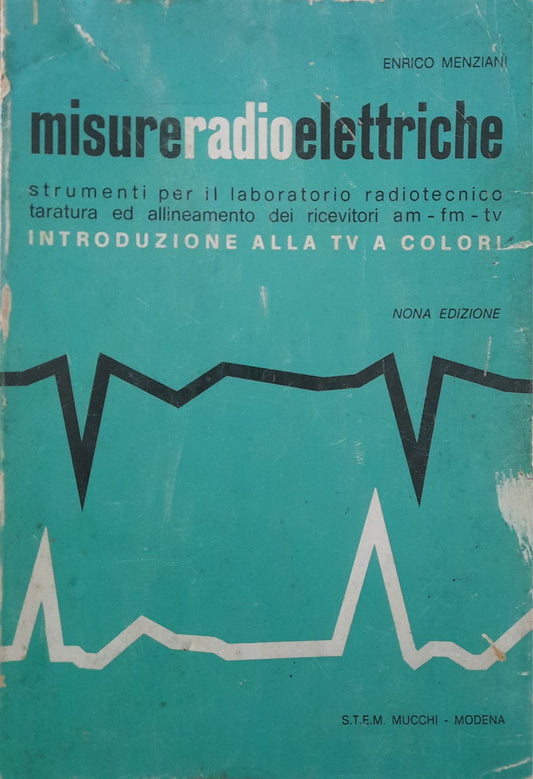 ENRICO MENZIANI
misureradioelettriche
strumenti per il laboratorio radiotecnico
taratura ed allineamento dei ricevitori am - fm - tv
INTRODUZIONE ALLA TV A COLORI
NONA EDIZIONE
S.T.E.M. MUCCHI - MODENA